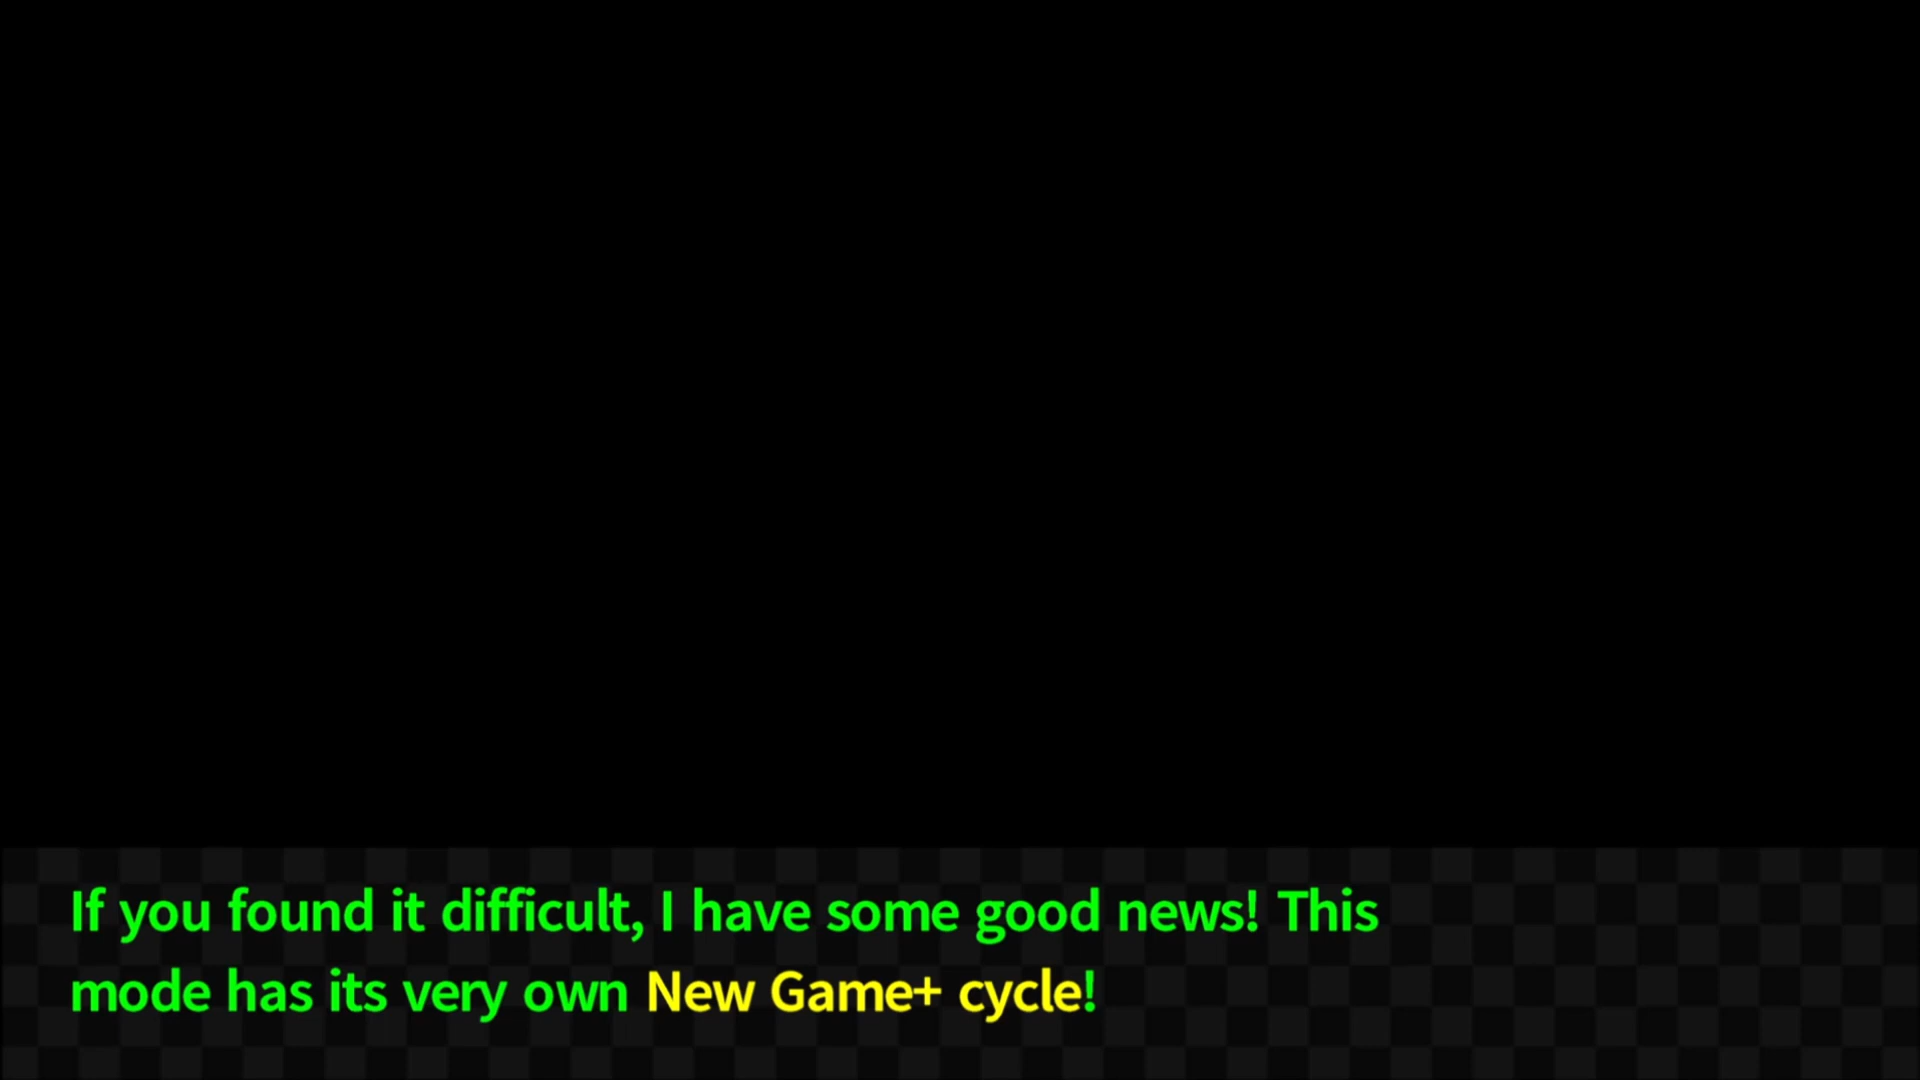 If you found it difficult, I have some good news! This
mode has its very own New Game+ cycle!